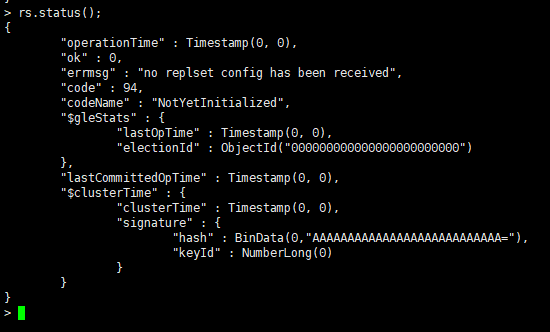 }
> rs.status();
{
        "operationTime" : Timestamp(0, 0),
        "ok" : 0,
        "errmsg" : "no replset config has been received",
        "code" : 94,
        "codeName" : "NotYetInitialized",
        "$gleStats" : {
                "lastOpTime" : Timestamp(0, 0),
                "electionId" : ObjectId("000000000000000000000000")
        },
        "lastCommittedOpTime" : Timestamp(0, 0),
        "$clusterTime" : {
                "clusterTime" : Timestamp(0, 0),
                "signature" : {
                        "hash" : BinData(0,"AAAAAAAAAAAAAAAAAAAAAAAAAAA="),
                        "keyId" : NumberLong(0)
                }
        }
}
>